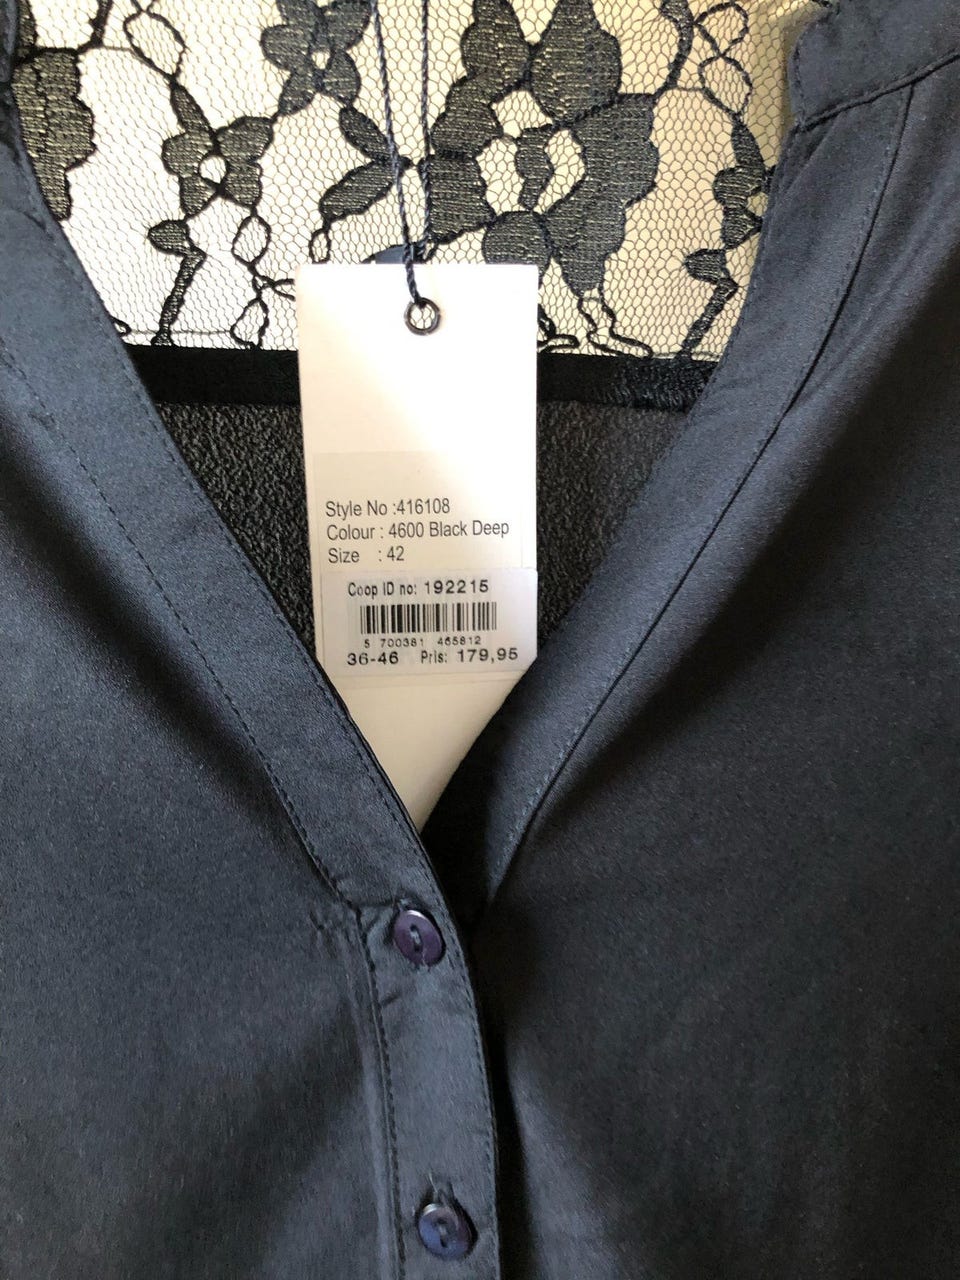 Style No :416108
Colour : 4600 Black Deep
Size : 42
Coop ID no: 192215
5 700381 465812
36-46 Pris: 179,95